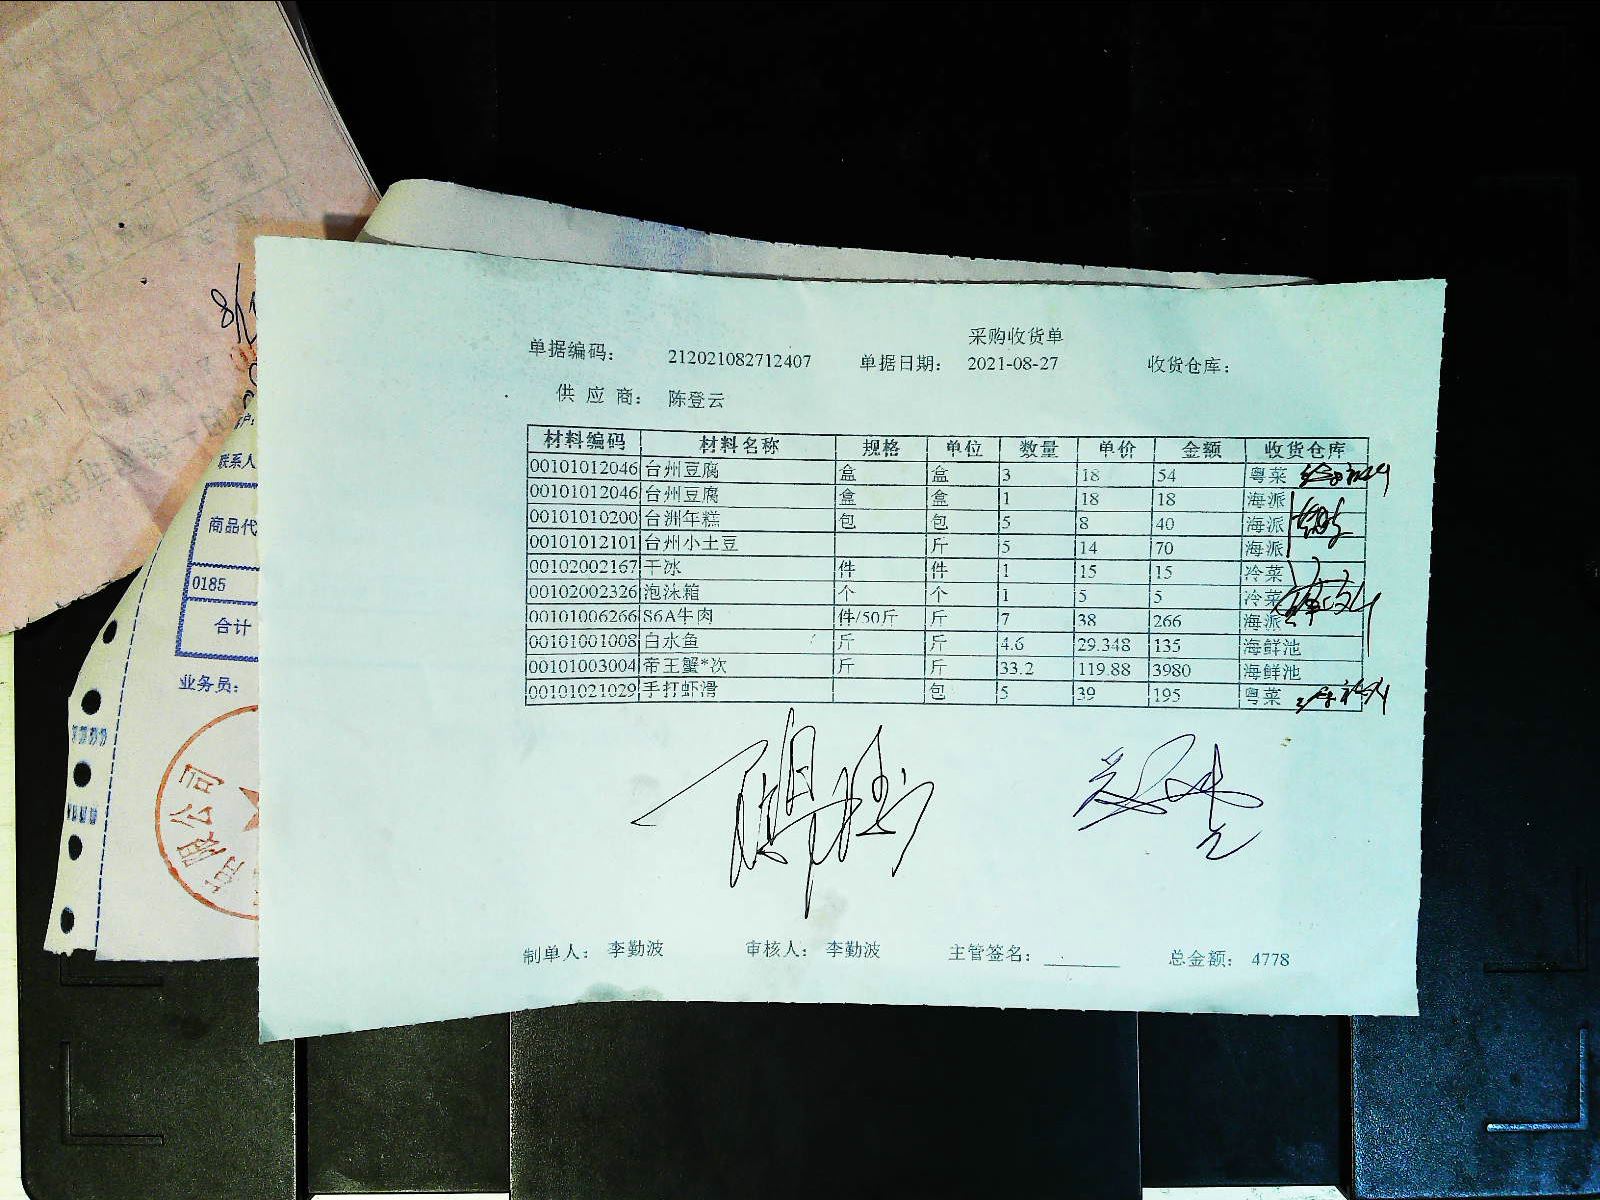 采购收货单
单据编码： 212021082712407 单据日期： 2021-08-27 收货仓库：
供 应 商： 陈登云
材料编码 材料名称 规格 单位 数量 单价 金额 收货仓库
00101012046 台州豆腐 盒 盒 3 18 54 粤菜
00101012046 台州豆腐 盒 盒 1 18 18 海派
00101010200 台洲年糕 包 包 5 8 40 海派
00101012101 台州小土豆 斤 5 14 70 海派
00102002167 干冰 件 件 1 15 15 冷菜
00102002326 泡沫箱 个 个 1 5 5 冷菜
00101006266 S6A牛肉 件/50斤 斤 7 38 266 海派
00101001008 白水鱼 斤 斤 4.6 29.348 135 海鲜池
00101003004 帝王蟹*次 斤 斤 33.2 119.88 3980 海鲜池
00101021029 手打虾滑 包 5 39 195 粤菜
制单人： 李勤波 审核人： 李勤波 主管签名： 总金额： 4778
联系人
商品代
0185
合计
业务员：
限公司